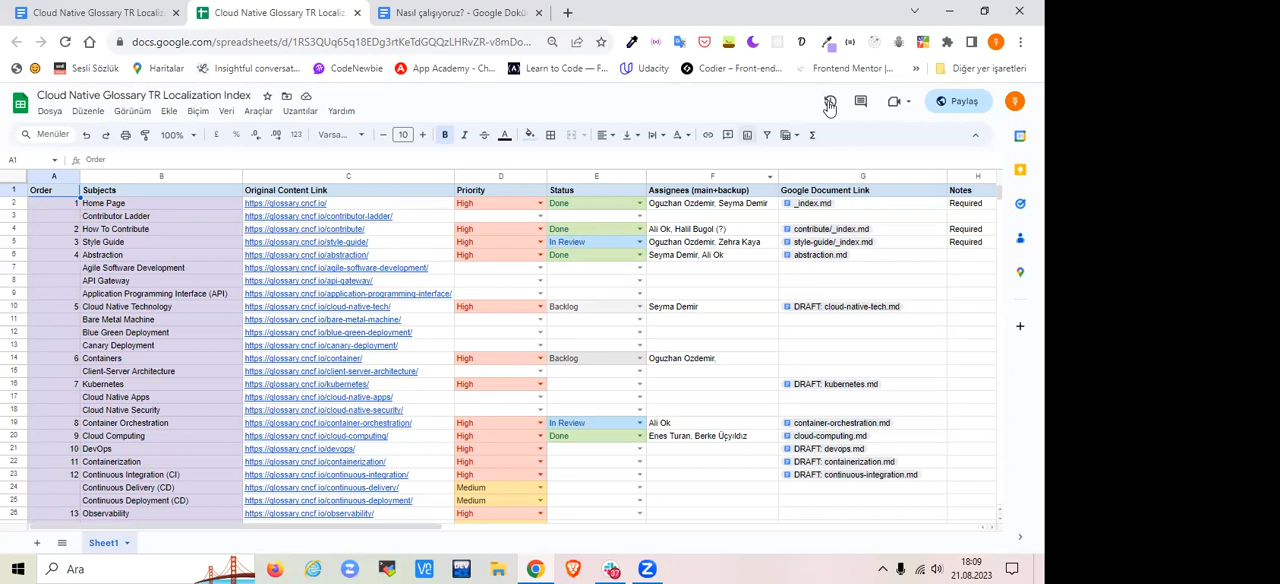 Cloud Native Glossary TR Localiz
Cloud Native Glossary TR Localiz
Nasıl çalışıyoruz? - Google Dokü
docs.google.com/spreadsheets/d/1RS3QUq65q18EDg3rtKeTdGQQzLHRvZR-v8mDo...
Sesli Sözlük
Haritalar
Insightful conversat...
CodeNewbie
App Academy - Ch...
Learn to Code — F...
Udacity
Codier – Front-end...
Frontend Mentor |...
»
Diğer yer işaretleri
Cloud Native Glossary TR Localization Index
Dosya Düzenle Görünüm Ekle Biçim Veri Araçlar Uzantılar Yardım
Paylaş
Ş
Menüler 100% £ % .0 .00 123 Varsa... − 10 + B I A Σ
A1 fx Order
A B C D E F G H
1 Order Subjects Original Content Link Priority Status Assignees (main+backup) Google Document Link Notes
2 1 Home Page https://glossary.cncf.io/ High Done Oguzhan Ozdemir, Seyma Demir _index.md Required
3 Contributor Ladder https://glossary.cncf.io/contributor-ladder/
4 2 How To Contribute https://glossary.cncf.io/contribute/ High Done Ali Ok, Halil Bugol (?) contribute/_index.md Required
5 3 Style Guide https://glossary.cncf.io/style-guide/ High In Review Oguzhan Ozdemir, Zehra Kaya style-guide/_index.md Required
6 4 Abstraction https://glossary.cncf.io/abstraction/ High Done Seyma Demir, Ali Ok abstraction.md
7 Agile Software Development https://glossary.cncf.io/agile-software-development/
8 API Gateway https://glossary.cncf.io/api-gateway/
9 Application Programming Interface (API) https://glossary.cncf.io/application-programming-interface/
10 5 Cloud Native Technology https://glossary.cncf.io/cloud-native-tech/ High Backlog Seyma Demir DRAFT: cloud-native-tech.md
11 Bare Metal Machine https://glossary.cncf.io/bare-metal-machine/
12 Blue Green Deployment https://glossary.cncf.io/blue-green-deployment/
13 Canary Deployment https://glossary.cncf.io/canary-deployment/
14 6 Containers https://glossary.cncf.io/container/ High Backlog Oguzhan Ozdemir,
15 Client-Server Architecture https://glossary.cncf.io/client-server-architecture/
16 7 Kubernetes https://glossary.cncf.io/kubernetes/ High DRAFT: kubernetes.md
17 Cloud Native Apps https://glossary.cncf.io/cloud-native-apps/
18 Cloud Native Security https://glossary.cncf.io/cloud-native-security/
19 8 Container Orchestration https://glossary.cncf.io/container-orchestration/ High In Review Ali Ok container-orchestration.md
20 9 Cloud Computing https://glossary.cncf.io/cloud-computing/ High Done Enes Turan, Berke Üçyıldız cloud-computing.md
21 10 DevOps https://glossary.cncf.io/devops/ High DRAFT: devops.md
22 11 Containerization https://glossary.cncf.io/containerization/ High DRAFT: containerization.md
23 12 Continuous Integration (CI) https://glossary.cncf.io/continuous-integration/ High DRAFT: continuous-integration.md
24 Continuous Delivery (CD) https://glossary.cncf.io/continuous-delivery/ Medium
25 Continuous Deployment (CD) https://glossary.cncf.io/continuous-deployment/ Medium
26 13 Observability https://glossary.cncf.io/observability/ High
Sheet1
Ara
18:09
21.08.2023